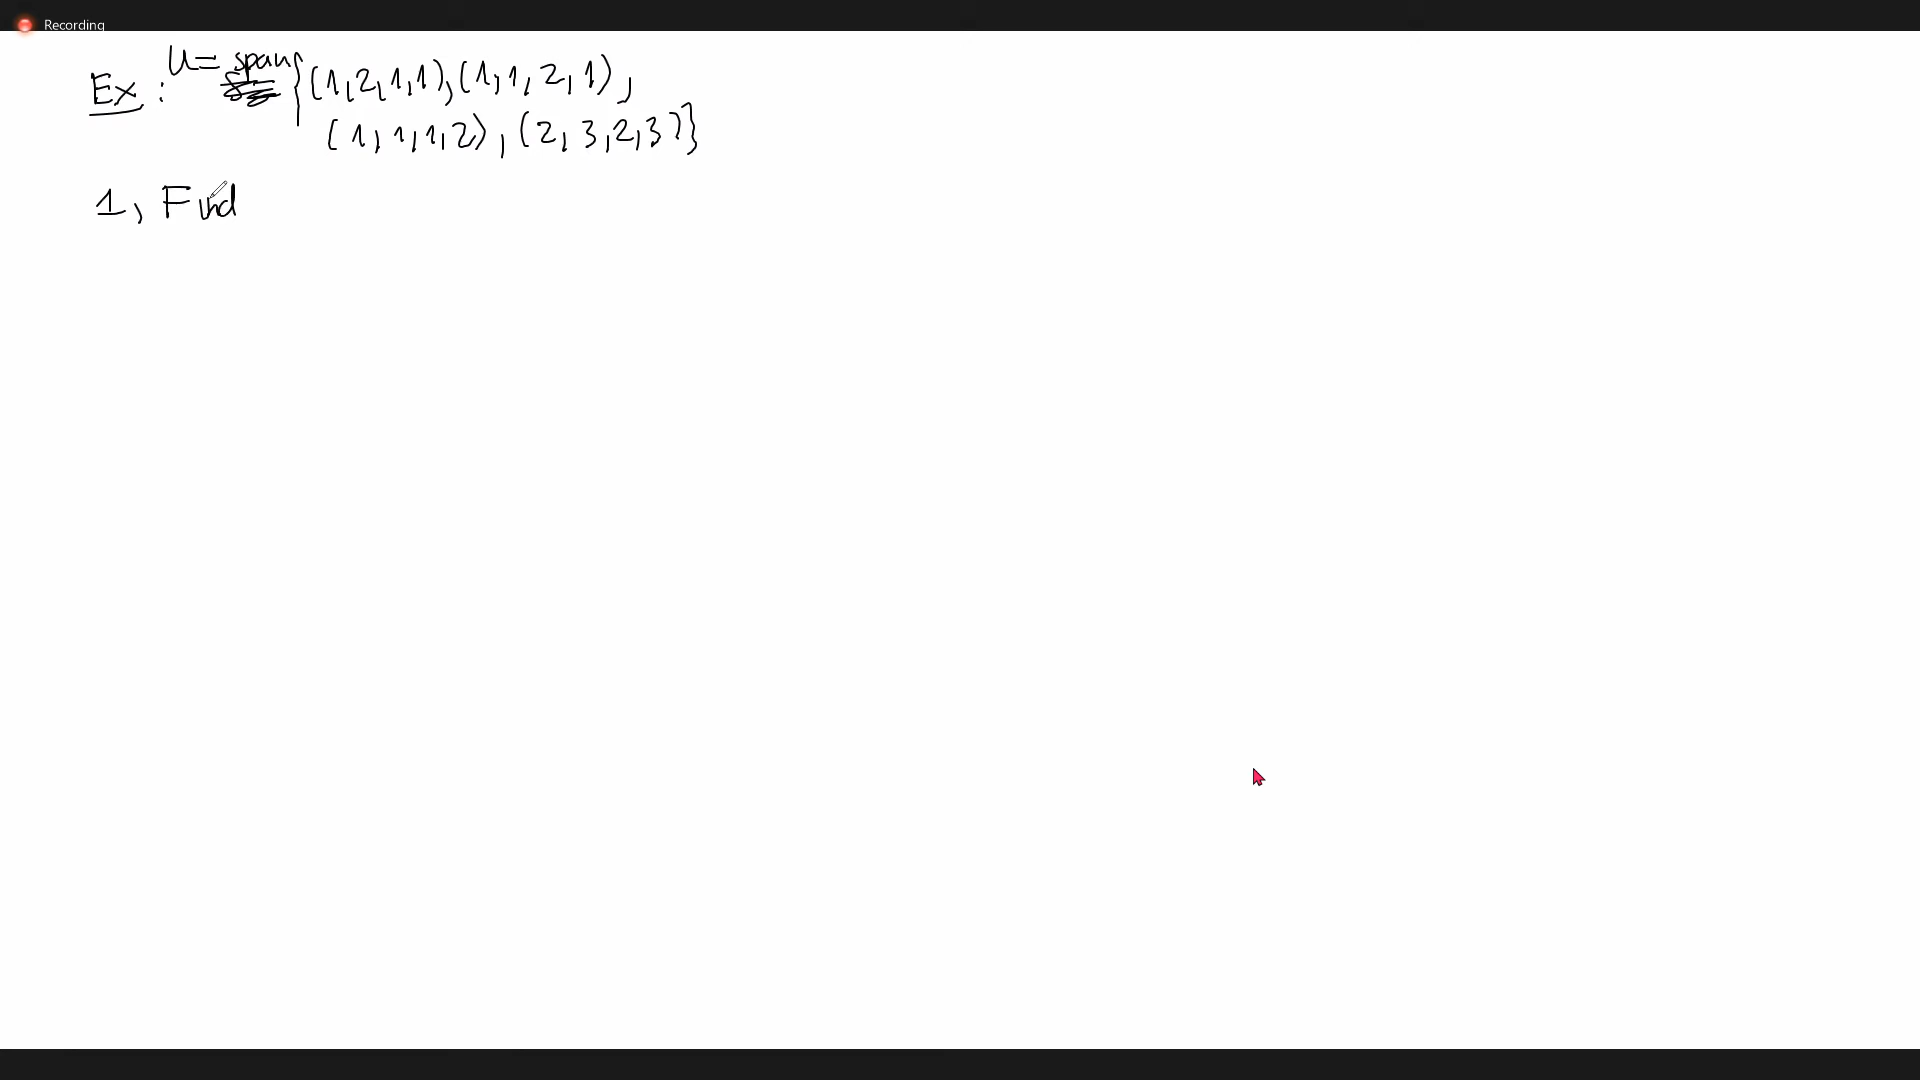 Recording
Ex: U= span {(1,2,1,1),(1,1,2,1),
(1,1,1,2),(2,3,2,3)}
1, Find